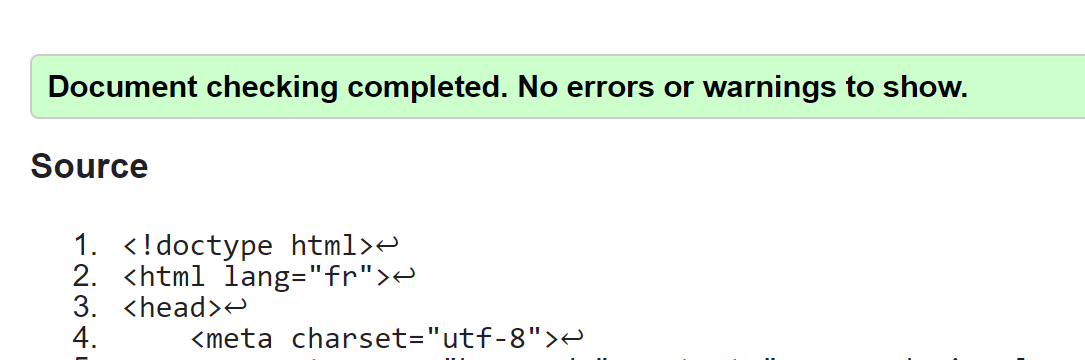 Document checking completed. No errors or warnings to show.
Source
1. <!doctype html>↩
2. <html lang="fr">↩
3. <head>↩
4. <meta charset="utf-8">↩